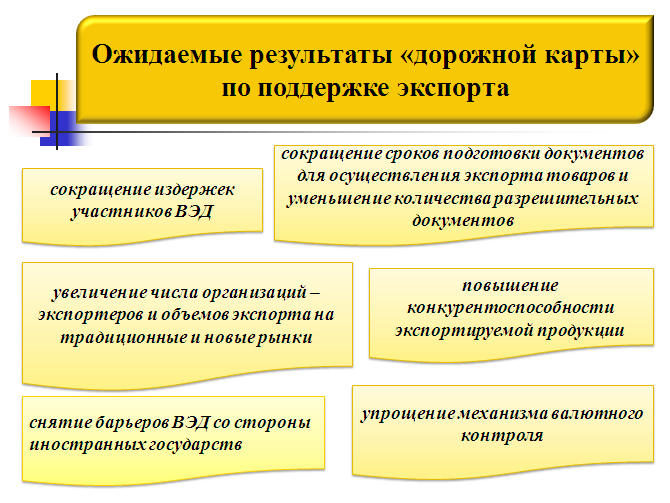 Ожидаемые результаты «дорожной карты»
по поддержке экспорта
сокращение издержек
участников ВЭД
сокращение сроков подготовки документов
для осуществления экспорта товаров и
уменьшение количества разрешительных
документов
увеличение числа организаций –
экспортеров и объемов экспорта на
традиционные и новые рынки
повышение
конкурентоспособности
экспортируемой продукции
снятие барьеров ВЭД со стороны
иностранных государств
упрощение механизма валютного
контроля